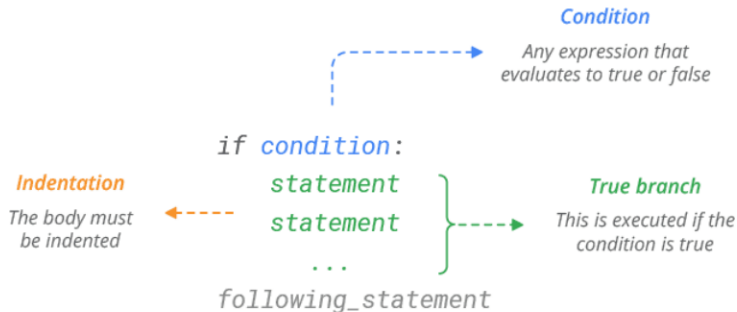 Condition
Any expression that
evaluates to true or false
if condition:
statement
statement
...
following_statement
Indentation
The body must
be indented
True branch
This is executed if the
condition is true